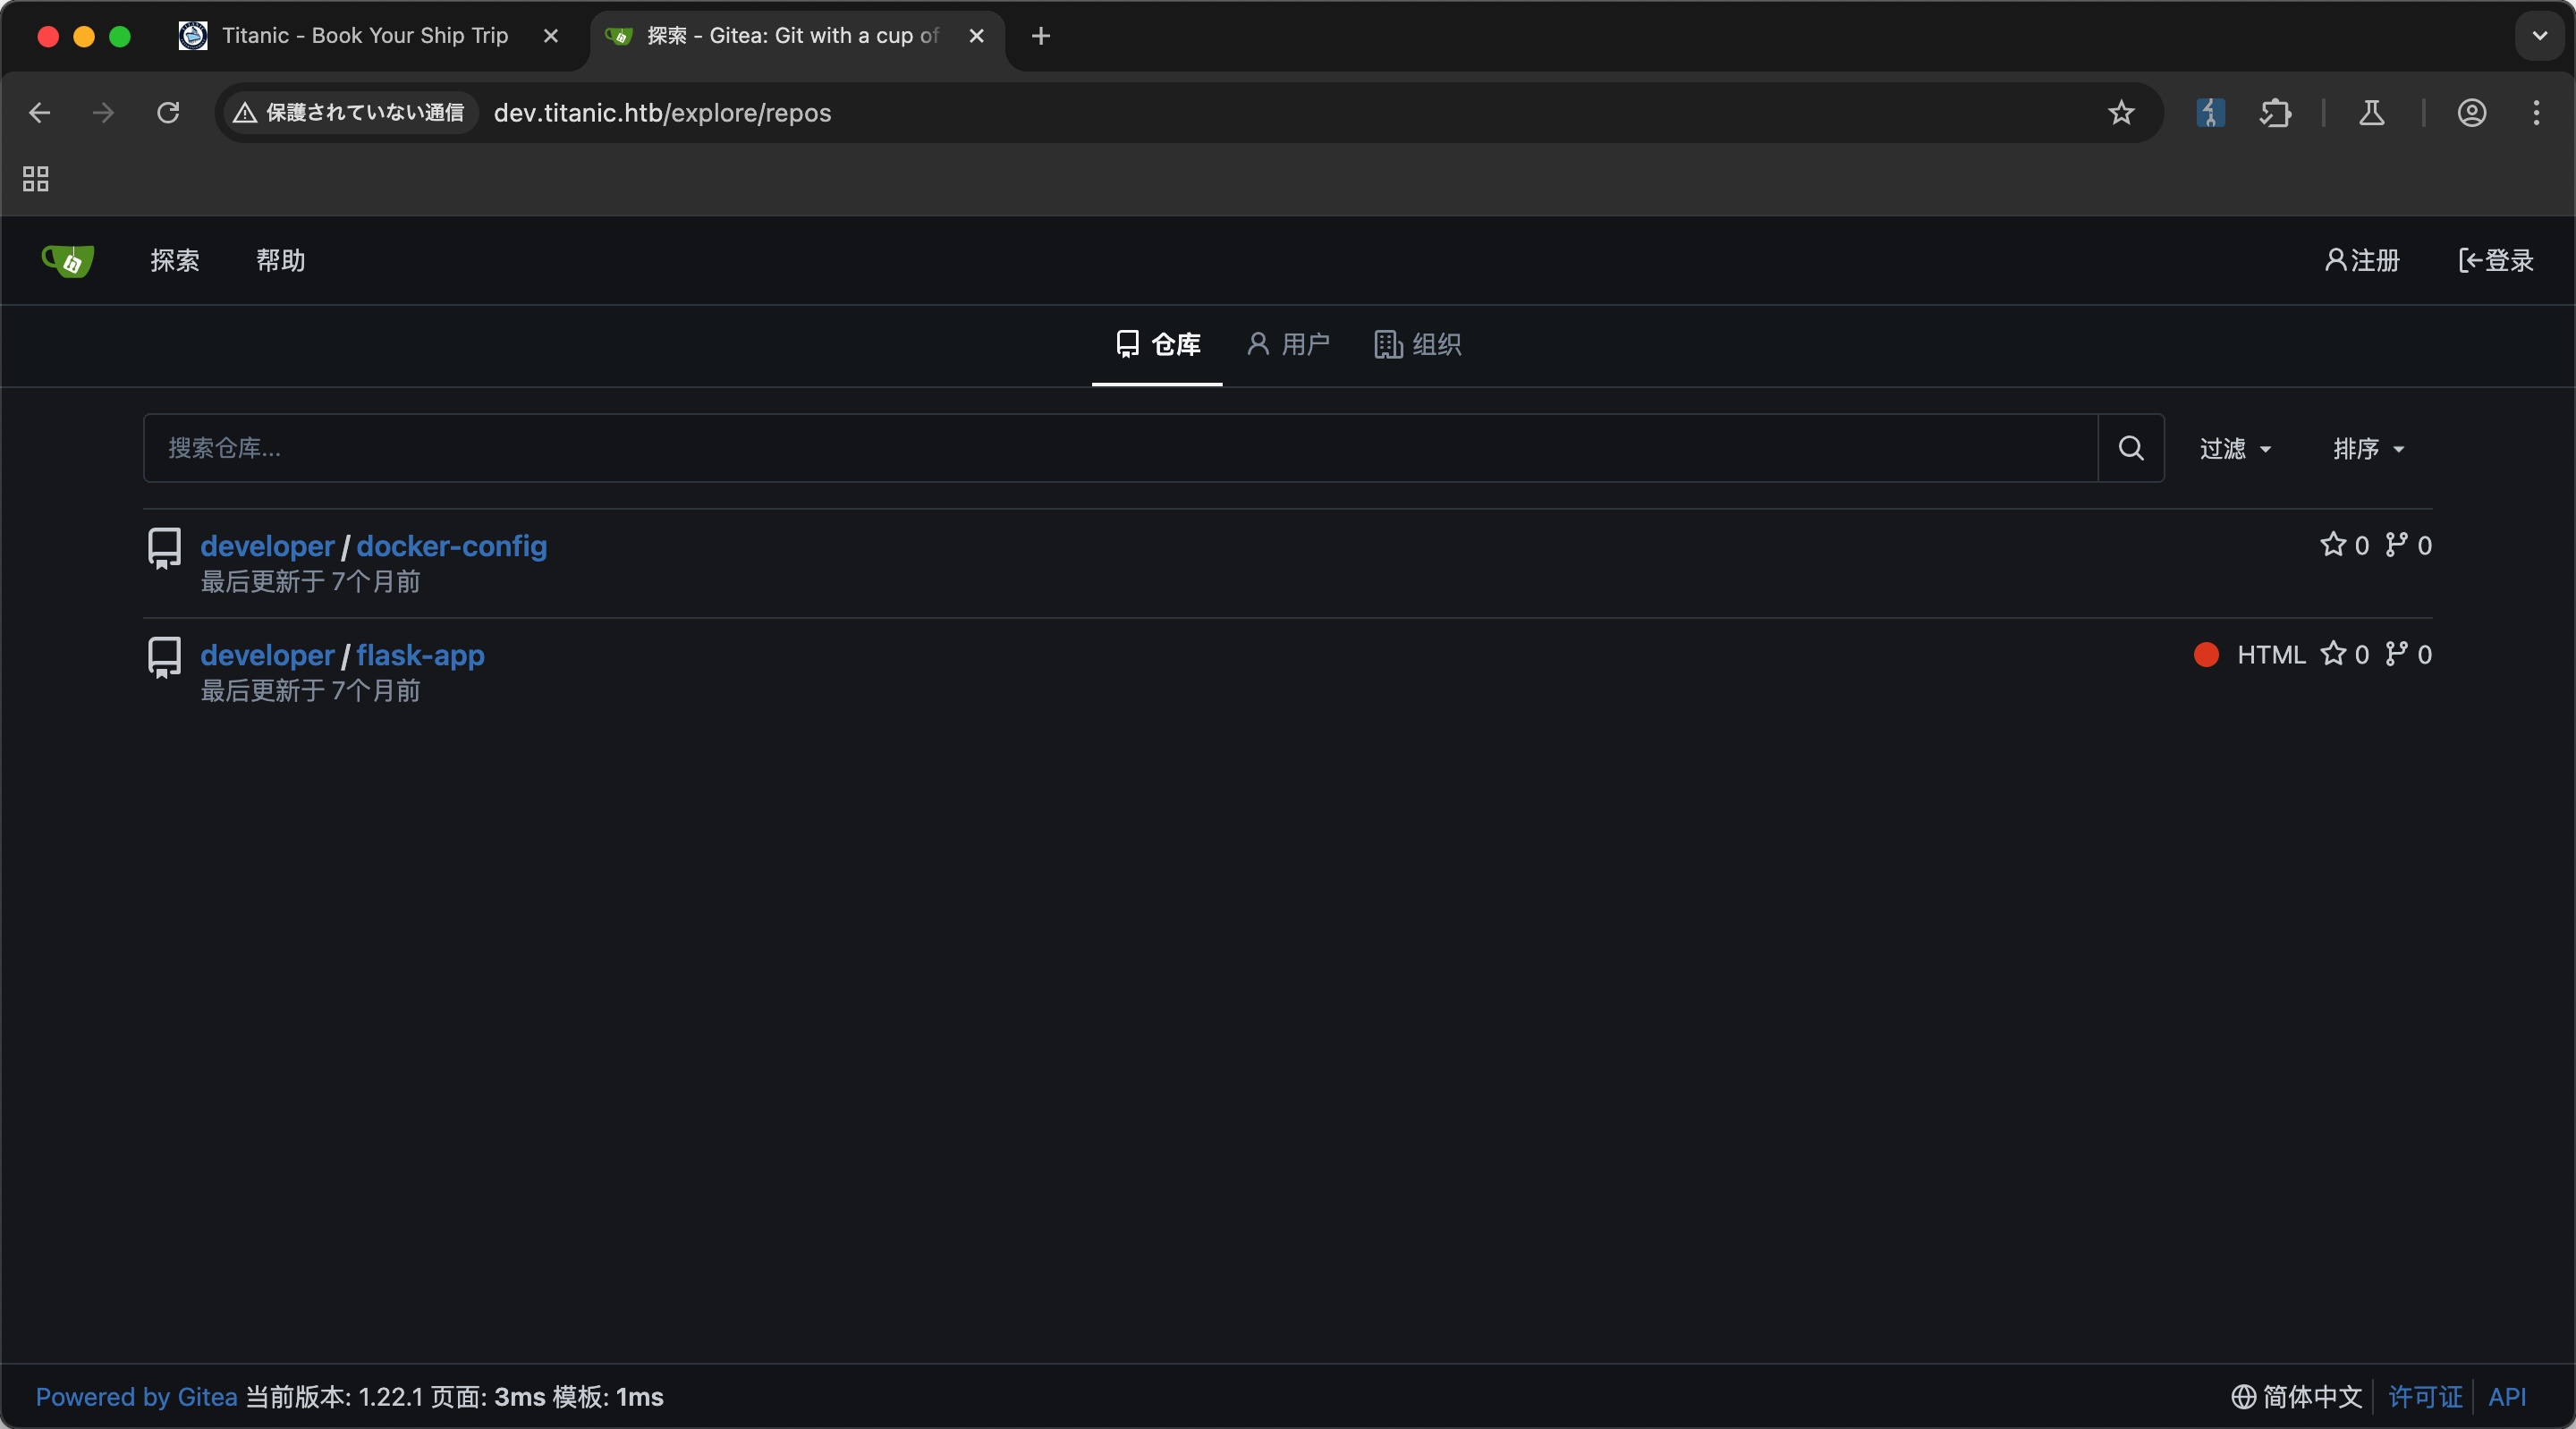 Titanic - Book Your Ship Trip
探索 - Gitea: Git with a cup of
保護されていない通信 dev.titanic.htb/explore/repos
探索 帮助 注册 登录
仓库 用户 组织
搜索仓库... 过滤 排序
developer / docker-config 0 0
最后更新于 7个月前
developer / flask-app HTML 0 0
最后更新于 7个月前
Powered by Gitea 当前版本: 1.22.1 页面: 3ms 模板: 1ms 简体中文 许可证 API